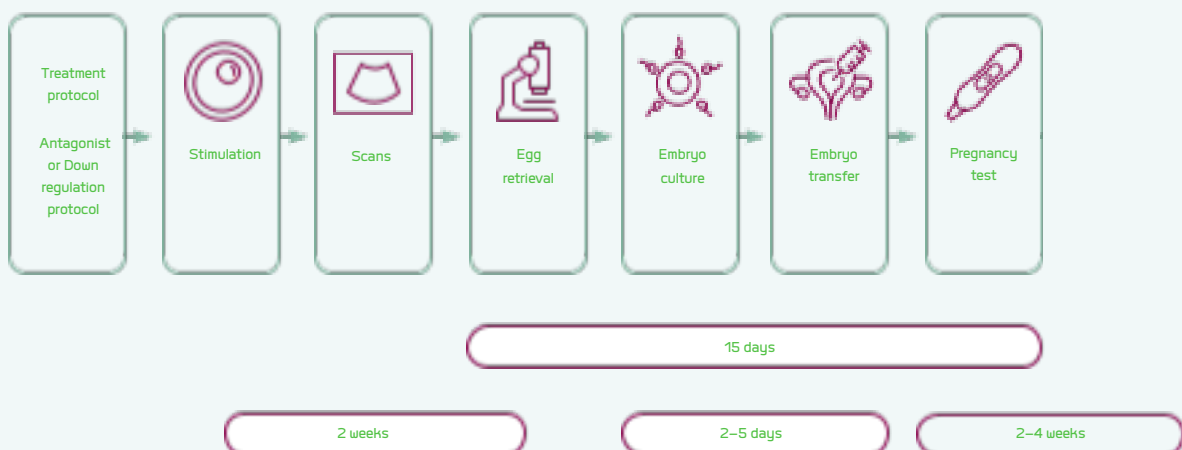 Treatment
protocol
Antagonist
or Down
regulation
protocol
Stimulation
Scans
Egg
retrieval
Embryo
culture
Embryo
transfer
Pregnancy
test
15 days
2 weeks
2–5 days
2–4 weeks